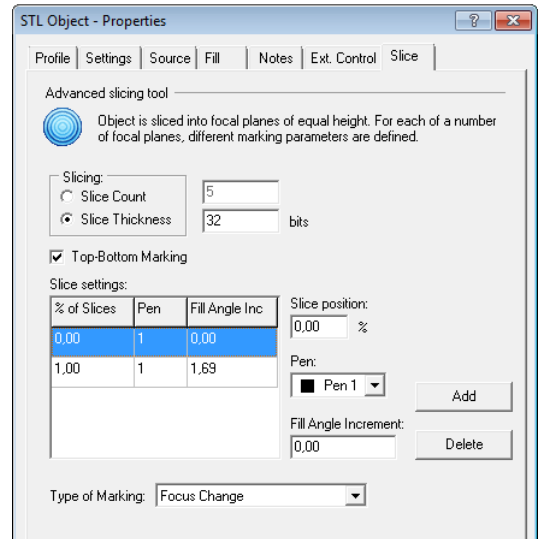 STL Object - Properties
Profile Settings Source Fill Notes Ext. Control Slice
Advanced slicing tool
Object is sliced into focal planes of equal height. For each of a number
of focal planes, different marking parameters are defined.
Slicing:
Slice Count 5
Slice Thickness 32 bits
Top-Bottom Marking
Slice settings:
% of Slices Pen Fill Angle Inc
0,00 1 0,00
1,00 1 1,69
Slice position:
0,00 %
Pen:
Pen 1
Add
Fill Angle Increment:
0,00
Delete
Type of Marking: Focus Change